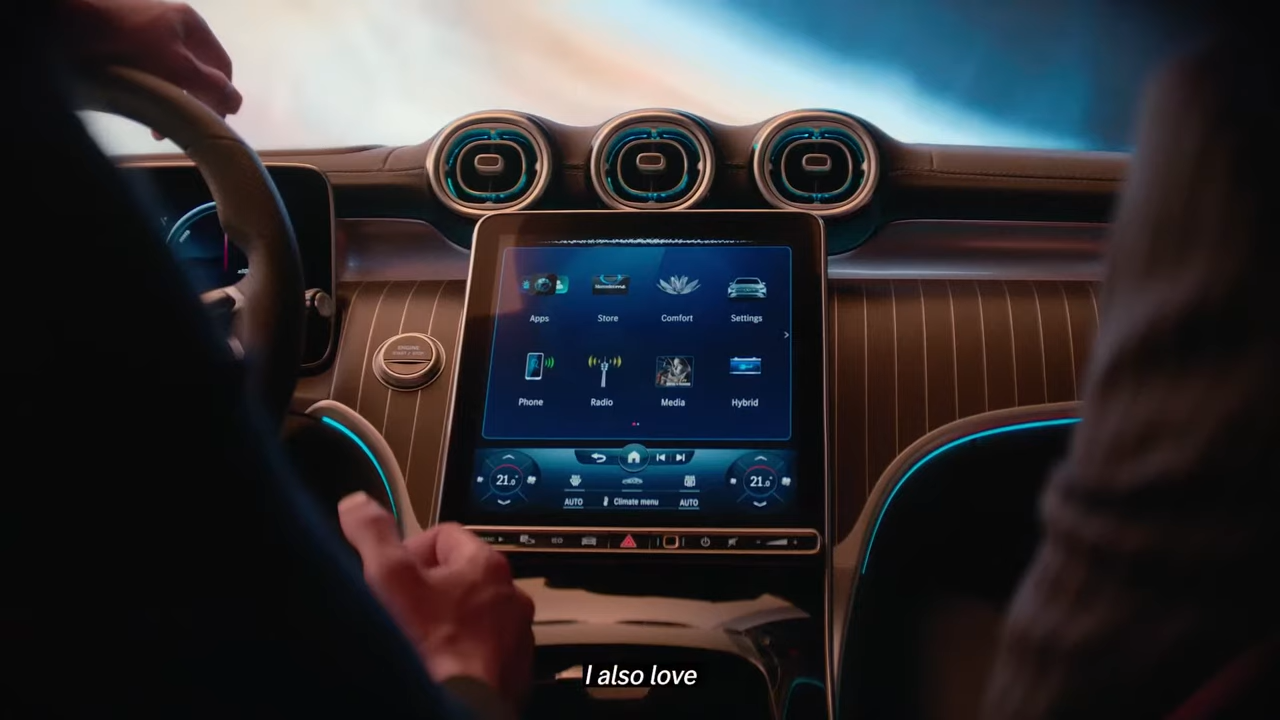 Apps Store Comfort Settings
Phone Radio Media Hybrid
21.0° 21.0°
AUTO Climate menu AUTO
I also love